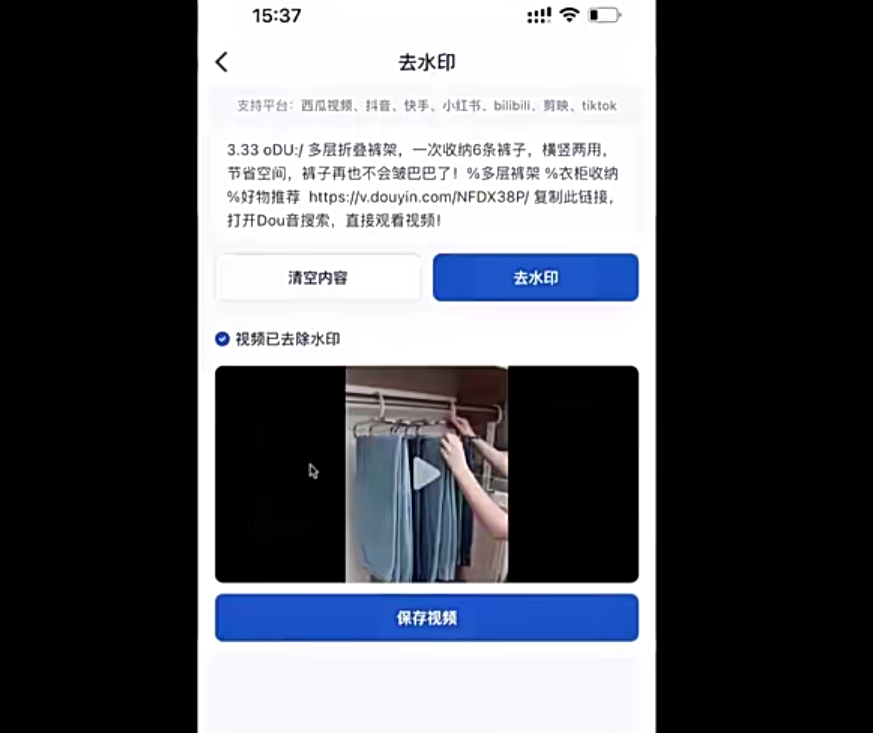 15:37
去水印
支持平台：西瓜视频、抖音、快手、小红书、bilibili、剪映、tiktok
3.33 oDU:/ 多层折叠裤架，一次收纳6条裤子，横竖两用，
节省空间，裤子再也不会皱巴巴了！%多层裤架 %衣柜收纳
%好物推荐 https://v.douyin.com/NFDX38P/ 复制此链接，
打开Dou音搜索，直接观看视频！
清空内容
去水印
视频已去除水印
保存视频